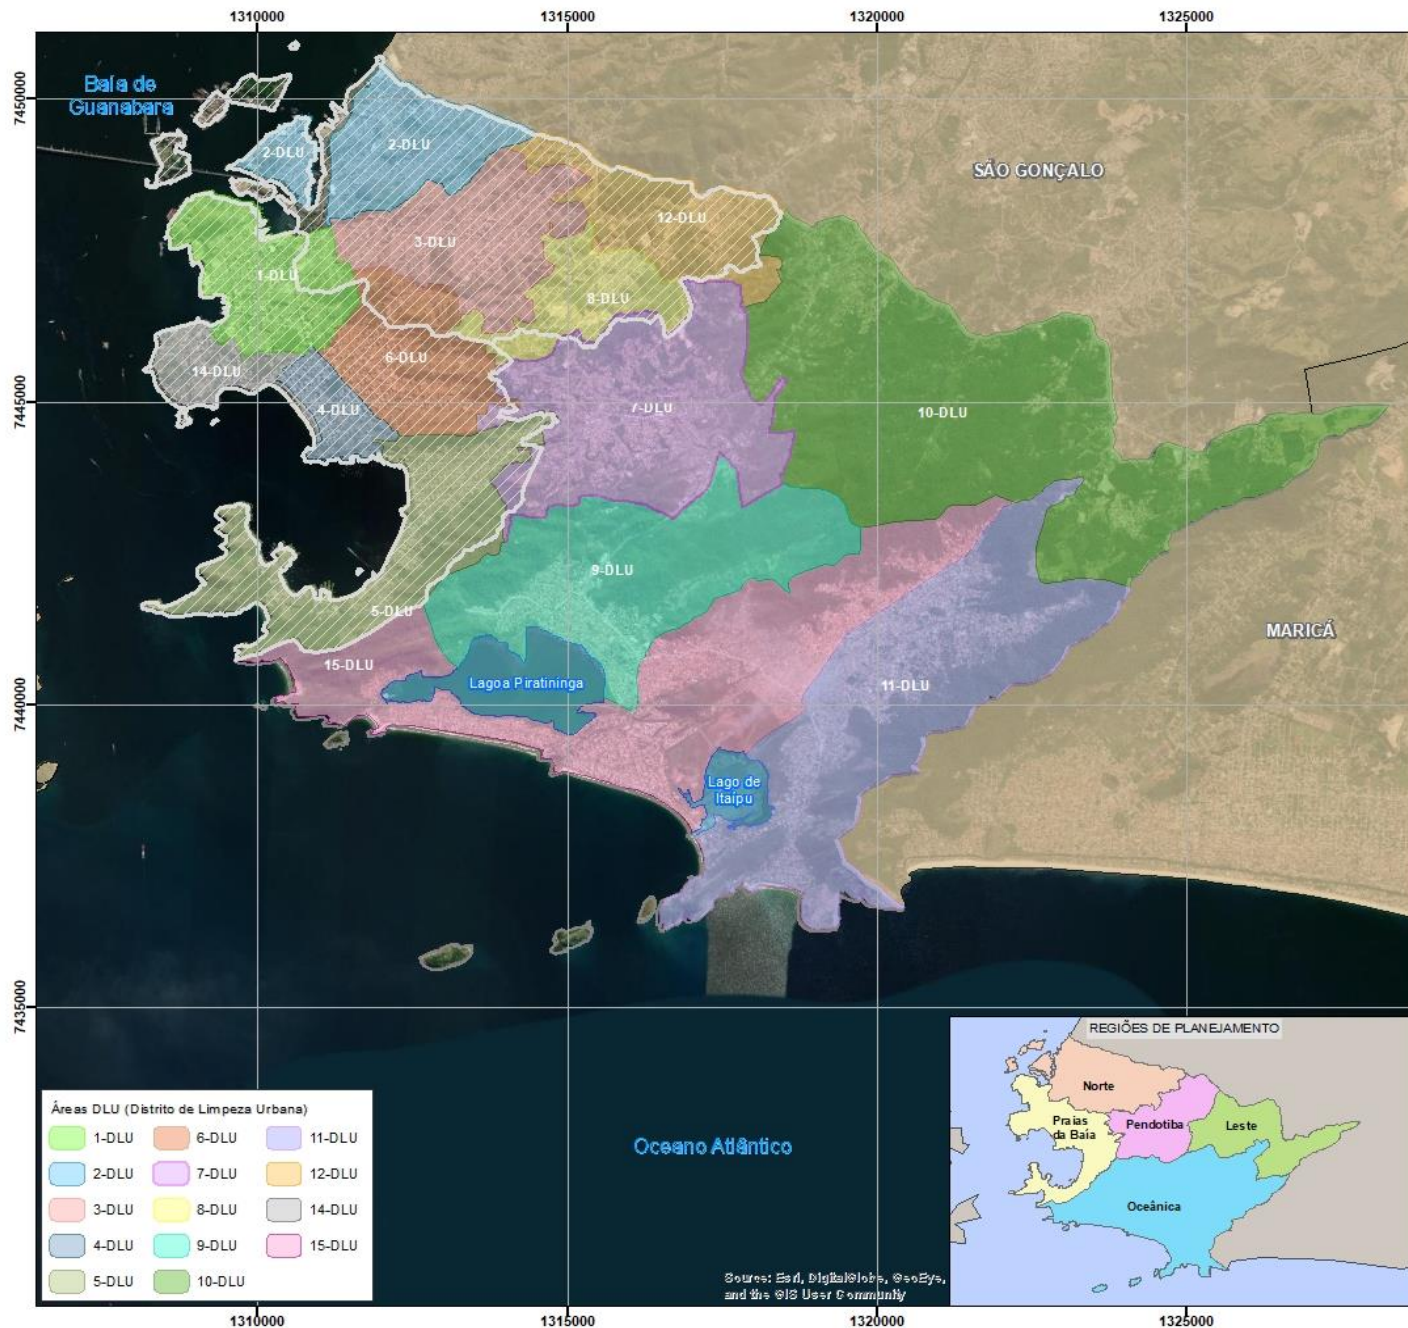 1310000
1315000
1320000
1325000
7450000
7445000
7440000
7435000
Baía de
Guanabara
2-DLU
2-DLU
SÃO GONÇALO
12-DLU
3-DLU
1-DLU
8-DLU
6-DLU
14-DLU
4-DLU
7-DLU
10-DLU
9-DLU
5-DLU
MARICÁ
15-DLU
Lagoa Piratininga
11-DLU
Lago de
Itaípu
Oceano Atlântico
REGIÕES DE PLANEJAMENTO
Norte
Praias
da Baía
Pendotiba
Leste
Oceânica
Áreas DLU (Distrito de Limpeza Urbana)
1-DLU
2-DLU
3-DLU
4-DLU
5-DLU
6-DLU
7-DLU
8-DLU
9-DLU
10-DLU
11-DLU
12-DLU
14-DLU
15-DLU
Source: Esri, DigitalGlobe, GeoEye,
and the GIS User Community
1310000
1315000
1320000
1325000